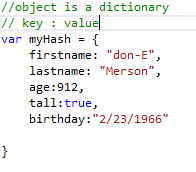 //object is a dictionary
// key : value
var myHash = {
    firstname: "don-E",
    lastname: "Merson",
    age:912,
    tall:true,
    birthday:"2/23/1966"
}